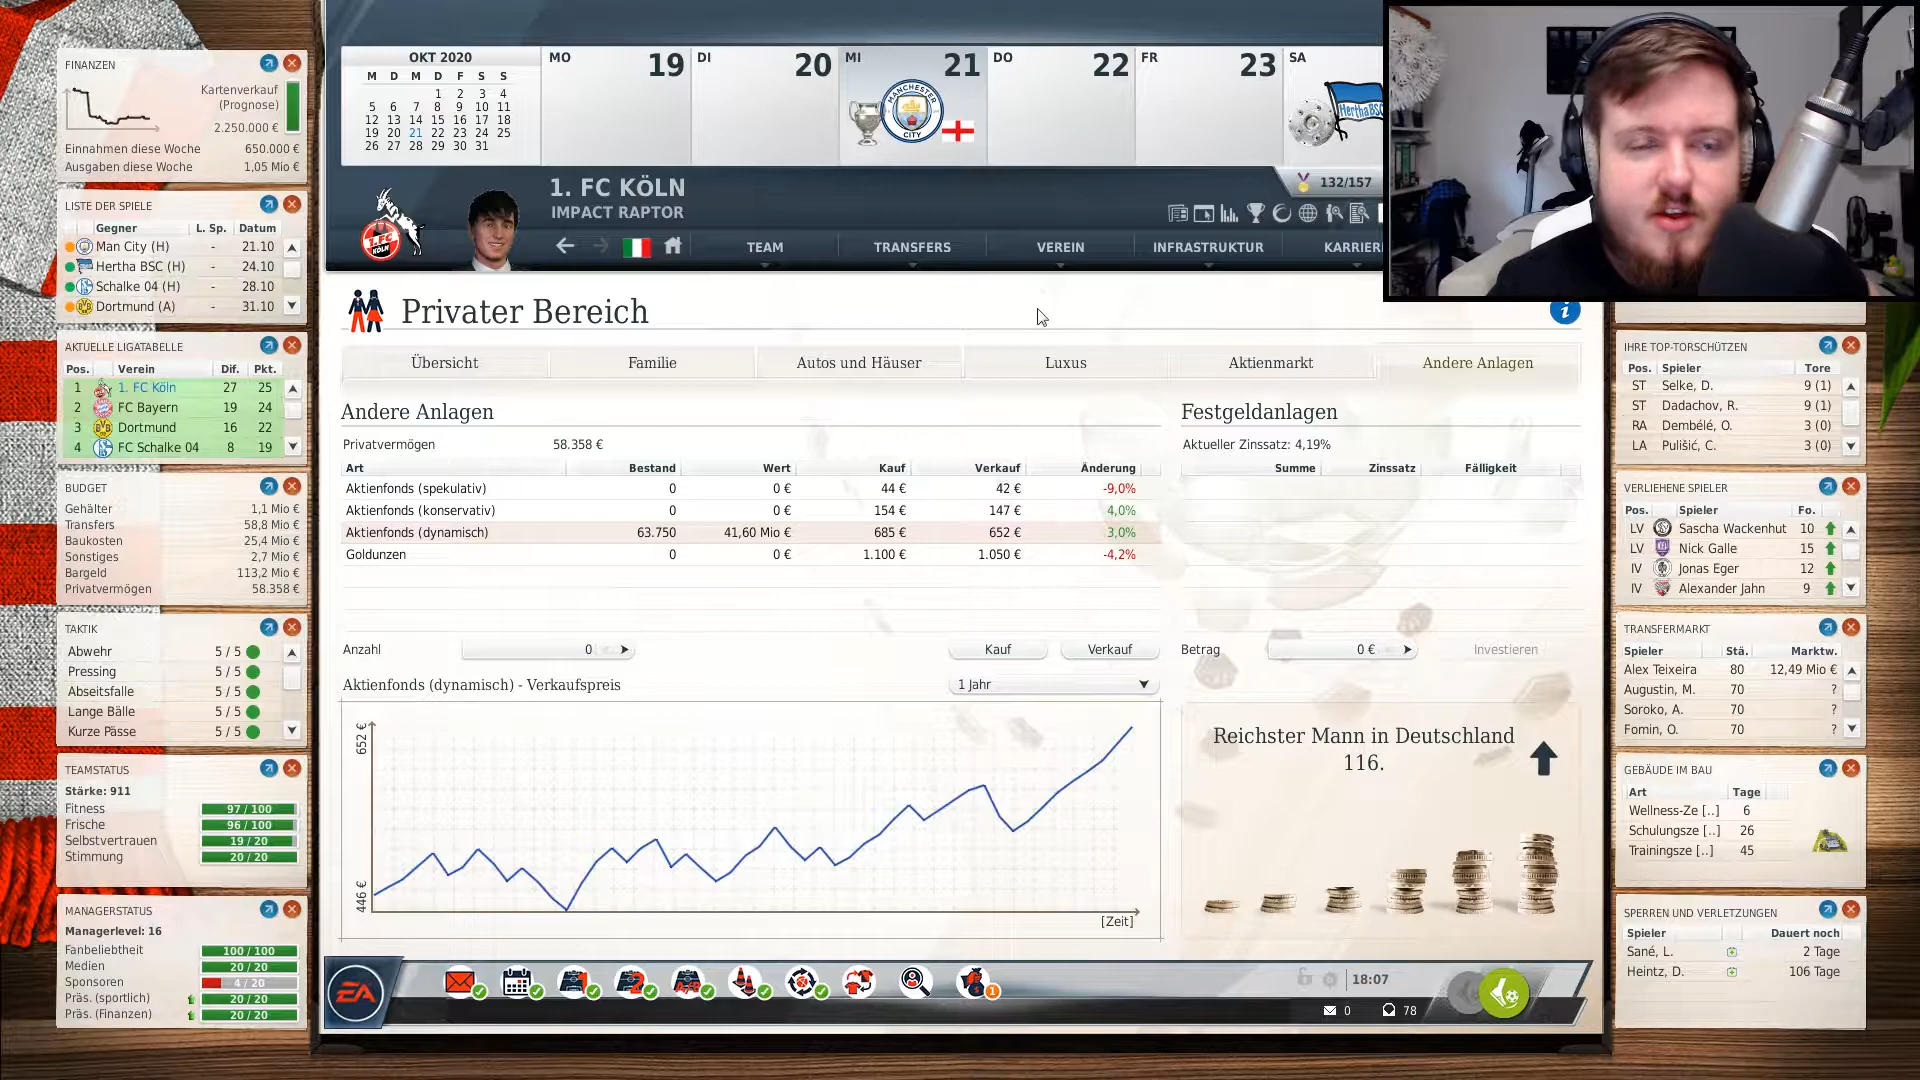 FINANZEN
Kartenverkauf
(Prognose)
2.250.000 €
Einnahmen diese Woche 650.000 €
Ausgaben diese Woche 1,05 Mio €
LISTE DER SPIELE
Gegner L. Sp. Datum
Man City (H) - 21.10
Hertha BSC (H) - 24.10
Schalke 04 (H) - 28.10
Dortmund (A) - 31.10
AKTUELLE LIGATABELLE
Pos. Verein Dif. Pkt.
1 1. FC Köln 27 25
2 FC Bayern 19 24
3 Dortmund 16 22
4 FC Schalke 04 8 19
BUDGET
Gehälter 1,1 Mio €
Transfers 58,8 Mio €
Baukosten 25,4 Mio €
Sonstiges 2,7 Mio €
Bargeld 113,2 Mio €
Privatvermögen 58.358 €
TAKTIK
Abwehr 5 / 5
Pressing 5 / 5
Abseitsfalle 5 / 5
Lange Bälle 5 / 5
Kurze Pässe 5 / 5
TEAMSTATUS
Stärke: 911
Fitness 97 / 100
Frische 96 / 100
Selbstvertrauen 19 / 20
Stimmung 20 / 20
MANAGERSTATUS
Managerlevel: 16
Fanbeliebtheit 100 / 100
Medien 20 / 20
Sponsoren 4 / 20
Präs. (sportlich) 20 / 20
Präs. (Finanzen) 20 / 20
OKT 2020
M D M D F S S
1 2 3 4
5 6 7 8 9 10 11
12 13 14 15 16 17 18
19 20 21 22 23 24 25
26 27 28 29 30 31
MO 19 DI 20 MI 21 DO 22 FR 23 SA
MANCHESTER
CITY
Hertha BSC
1. FC KÖLN
IMPACT RAPTOR
132/157
1. FC
KÖLN
TEAM TRANSFERS VEREIN INFRASTRUKTUR KARRIER
Privater Bereich
i
Übersicht Familie Autos und Häuser Luxus Aktienmarkt Andere Anlagen
Andere Anlagen
Privatvermögen 58.358 €
Art Bestand Wert Kauf Verkauf Änderung
Aktienfonds (spekulativ) 0 0 € 44 € 42 € -9,0%
Aktienfonds (konservativ) 0 0 € 154 € 147 € 4,0%
Aktienfonds (dynamisch) 63.750 41,60 Mio € 685 € 652 € 3,0%
Goldunzen 0 0 € 1.100 € 1.050 € -4,2%
Anzahl 0 Kauf Verkauf
Aktienfonds (dynamisch) - Verkaufspreis 1 Jahr
652 €
446 €
[Zeit]
Festgeldanlagen
Aktueller Zinssatz: 4,19%
Summe Zinssatz Fälligkeit
Betrag 0 € Investieren
Reichster Mann in Deutschland
116.
EA
1
2
A/B
1
18:07
0 78
IHRE TOP-TORSCHÜTZEN
Pos. Spieler Tore
ST Selke, D. 9 (1)
ST Dadachov, R. 9 (1)
RA Dembélé, O. 3 (0)
LA Pulišić, C. 3 (0)
VERLIEHENE SPIELER
Pos. Spieler Fo.
LV Sascha Wackenhut 10
LV Nick Galle 15
IV Jonas Eger 12
IV Alexander Jahn 9
TRANSFERMARKT
Spieler Stä. Marktw.
Alex Teixeira 80 12,49 Mio €
Augustin, M. 70 ?
Soroko, A. 70 ?
Fomin, O. 70 ?
GEBÄUDE IM BAU
Art Tage
Wellness-Ze [..] 6
Schulungsze [..] 26
Trainingsze [..] 45
SPERREN UND VERLETZUNGEN
Spieler Dauert noch
Sané, L. 2 Tage
Heintz, D. 106 Tage